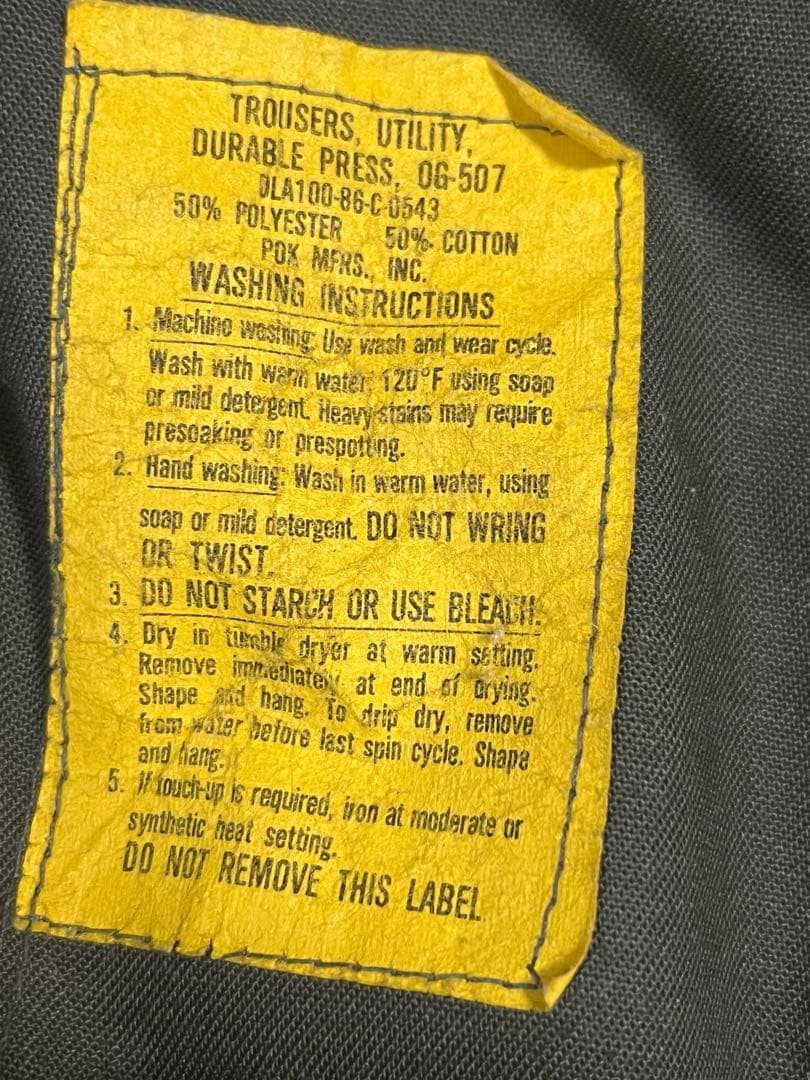 TROUSERS, UTILITY,
DURABLE PRESS, OG-507
DLA100-86-C-0543
50% POLYESTER 50% COTTON
POK MFRS., INC.
WASHING INSTRUCTIONS
1. Machine washing: Use wash and wear cycle.
Wash with warm water 120°F using soap
or mild detergent. Heavy stains may require
presoaking or prespotting.
2. Hand washing: Wash in warm water, using
soap or mild detergent. DO NOT WRING
OR TWIST.
3. DO NOT STARCH OR USE BLEACH.
4. Dry in tumble dryer at warm setting.
Remove immediately at end of drying.
Shape and hang. To drip dry, remove
from water before last spin cycle. Shape
and hang.
5. If touch-up is required, iron at moderate or
synthetic heat setting.
DO NOT REMOVE THIS LABEL